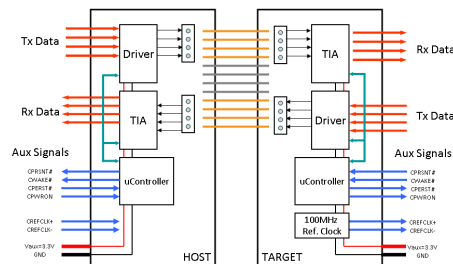 Tx Data
Driver
TIA
Rx Data
Rx Data
TIA
Driver
Tx Data
Aux Signals
Aux Signals
uController
uController
CPRSNT#
CWAKE#
CPERST#
CPWRON
CPRSNT#
CWAKE#
CPERST#
CPWRON
100MHz
Ref. Clock
CREFCLK+
CREFCLK-
CREFCLK+
CREFCLK-
Vaux=3.3V
GND
HOST
TARGET
Vaux=3.3V
GND